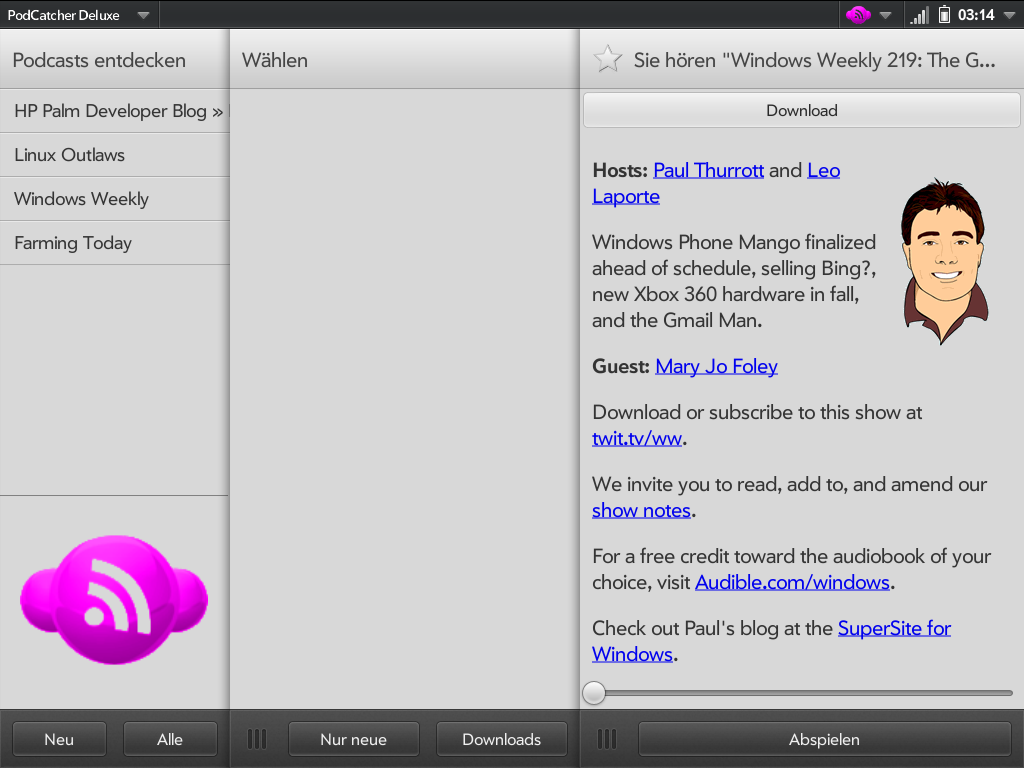 PodCatcher Deluxe
03:14
Podcasts entdecken
HP Palm Developer Blog »
Linux Outlaws
Windows Weekly
Farming Today
Neu
Alle
Wählen
Nur neue
Downloads
Sie hören "Windows Weekly 219: The G...
Download
Hosts: Paul Thurrott and Leo
Laporte
Windows Phone Mango finalized
ahead of schedule, selling Bing?,
new Xbox 360 hardware in fall,
and the Gmail Man.
Guest: Mary Jo Foley
Download or subscribe to this show at
twit.tv/ww.
We invite you to read, add to, and amend our
show notes.
For a free credit toward the audiobook of your
choice, visit Audible.com/windows.
Check out Paul's blog at the SuperSite for
Windows.
Abspielen